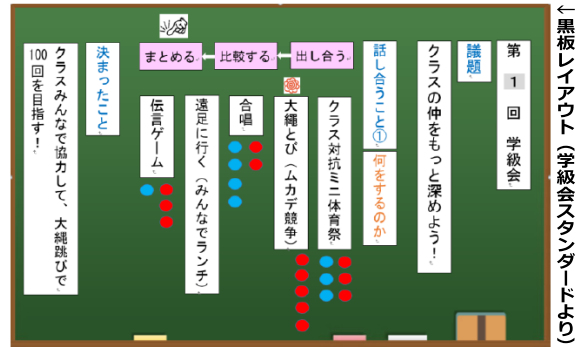 ←黒板レイアウト（学級会スタンダードより）
第１回　学級会
議題
クラスの仲をもっと深めよう！
話し合うこと①
何をするのか
出し合う
比較する
まとめる
クラス対抗ミニ体育祭
大縄とび（ムカデ競争）
合唱
遠足に行く（みんなでランチ）
伝言ゲーム
決まったこと
クラスみんなで協力して、大縄跳びで
100回を目指す！